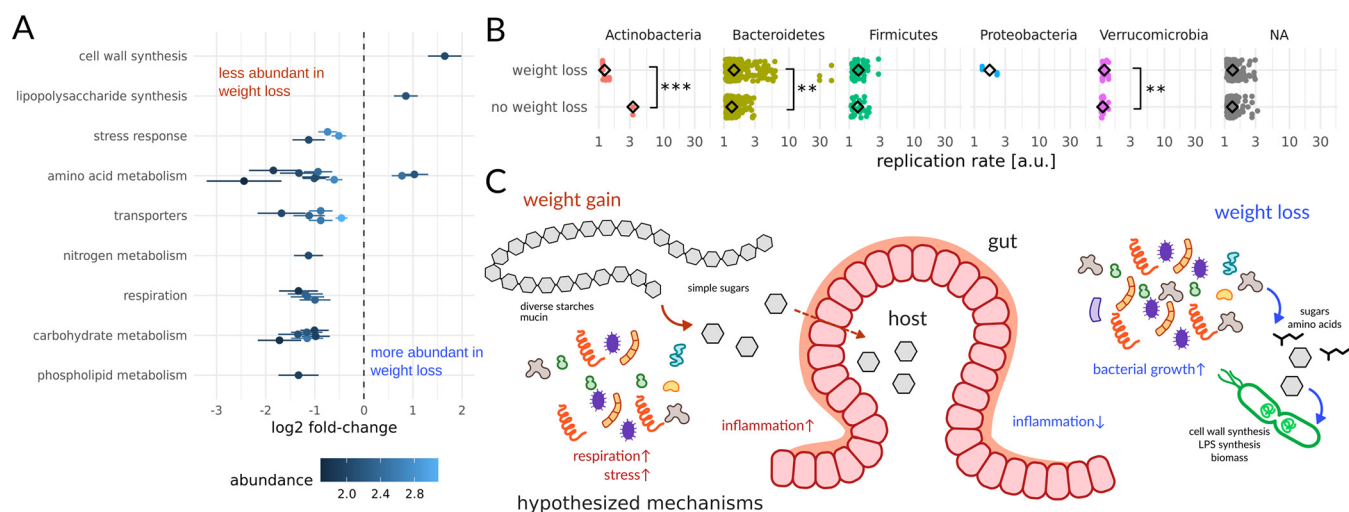 A
cell wall synthesis
lipopolysaccharide synthesis
stress response
amino acid metabolism
transporters
nitrogen metabolism
respiration
carbohydrate metabolism
phospholipid metabolism
less abundant in
weight loss
more abundant in
weight loss
-3 -2 -1 0 1 2
log2 fold-change
abundance
2.0 2.4 2.8
B
Actinobacteria Bacteroidetes Firmicutes Proteobacteria Verrucomicrobia NA
weight loss
no weight loss
*** ** **
1 3 10 30 1 3 10 30 1 3 10 30 1 3 10 30 1 3 10 30 1 3 10 30
replication rate [a.u.]
C
weight gain
diverse starches
mucin
simple sugars
respiration↑
stress↑
hypothesized mechanisms
inflammation↑
host
gut
inflammation↓
weight loss
bacterial growth↑
sugars
amino acids
cell wall synthesis
LPS synthesis
biomass